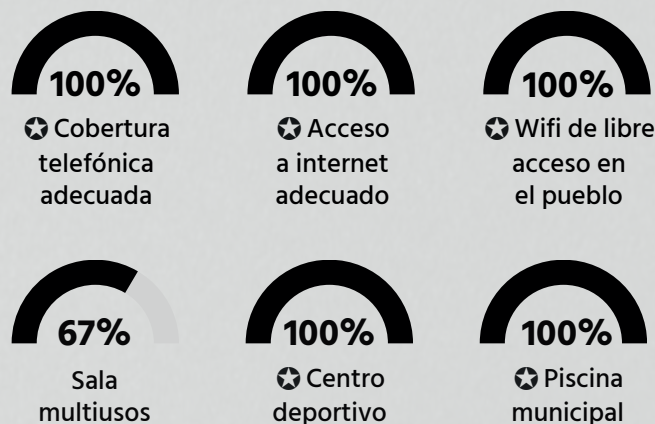 100%
✪ Cobertura
telefónica
adecuada
100%
✪ Acceso
a internet
adecuado
100%
✪ Wifi de libre
acceso en
el pueblo
67%
Sala
multiusos
100%
✪ Centro
deportivo
100%
✪ Piscina
municipal